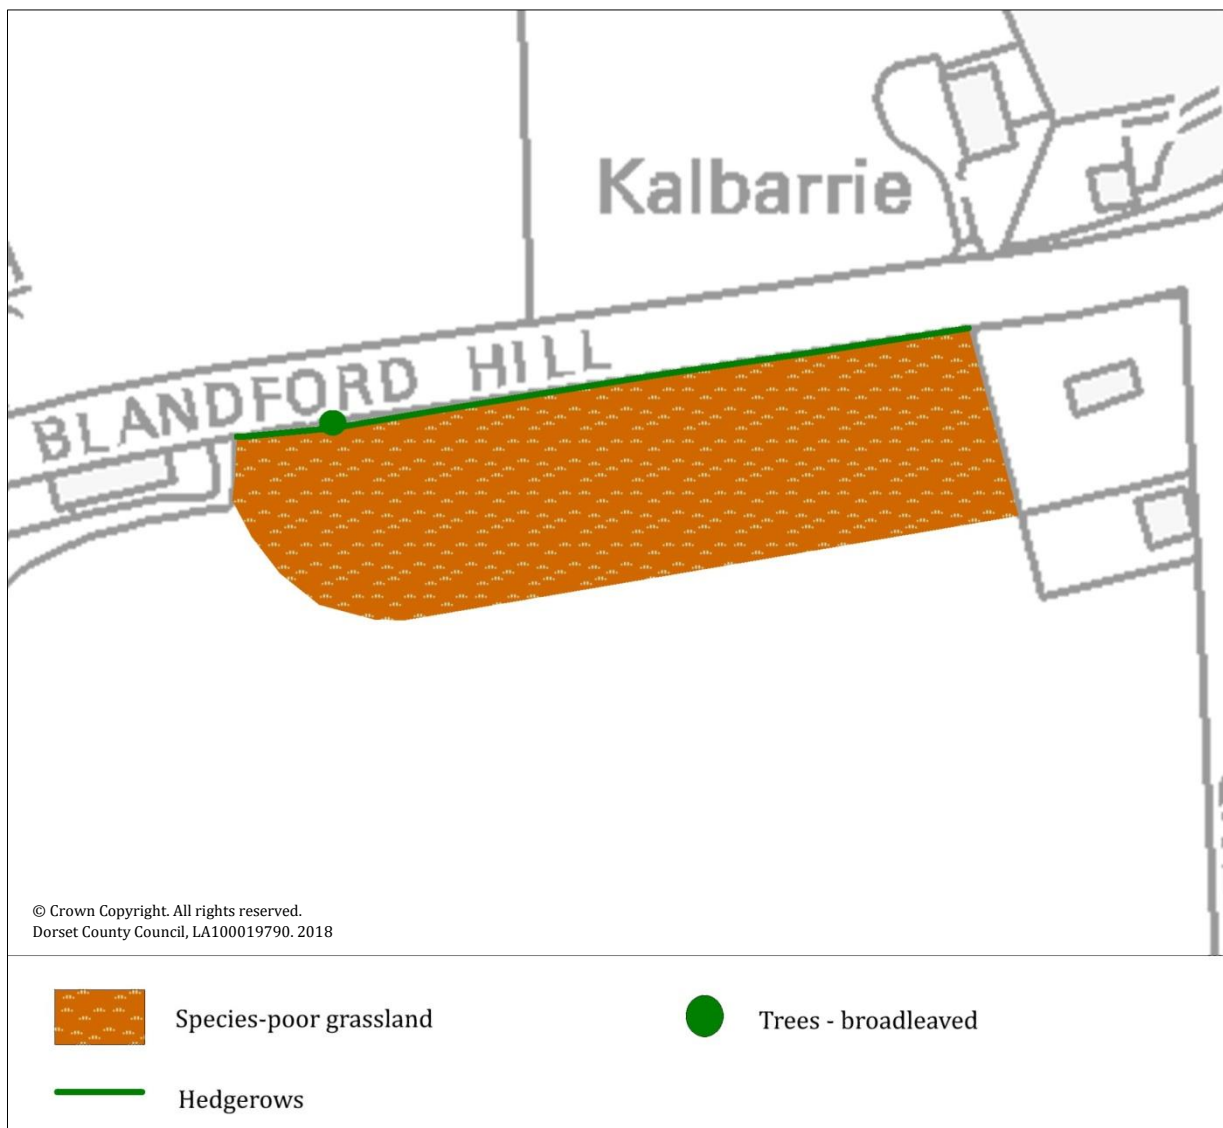 Kalbarrie
BLANDFORD HILL
© Crown Copyright. All rights reserved.
Dorset County Council, LA100019790. 2018
Species-poor grassland
Trees - broadleaved
Hedgerows